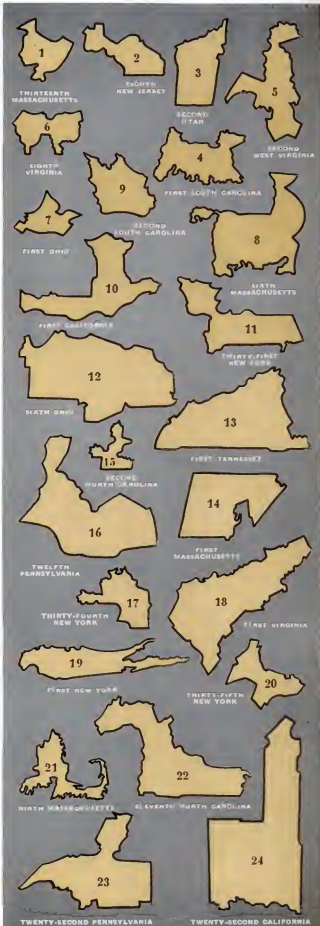 1
THIRTEENTH
MASSACHUSETTS
2
NEW JERSEY
3
SECOND
UTAH
5
SECOND
WEST VIRGINIA
6
EIGHTH
VIRGINIA
4
FIRST SOUTH CAROLINA
9
SECOND
SOUTH CAROLINA
7
FIRST OHIO
8
SIXTH
MASSACHUSETTS
10
FIRST CALIFORNIA
11
THIRTY-FIRST
NEW YORK
12
SIXTH OHIO
13
FIRST TENNESSEE
15
SECOND
NORTH CAROLINA
14
FIRST
MASSACHUSETTS
16
TWELFTH
PENNSYLVANIA
17
THIRTY-FOURTH
NEW YORK
18
FIRST VIRGINIA
19
FIRST NEW YORK
20
THIRTY-FIFTH
NEW YORK
21
NINTH MASSACHUSETTS
22
ELEVENTH NORTH CAROLINA
23
TWENTY-SECOND PENNSYLVANIA
24
TWENTY-SECOND CALIFORNIA